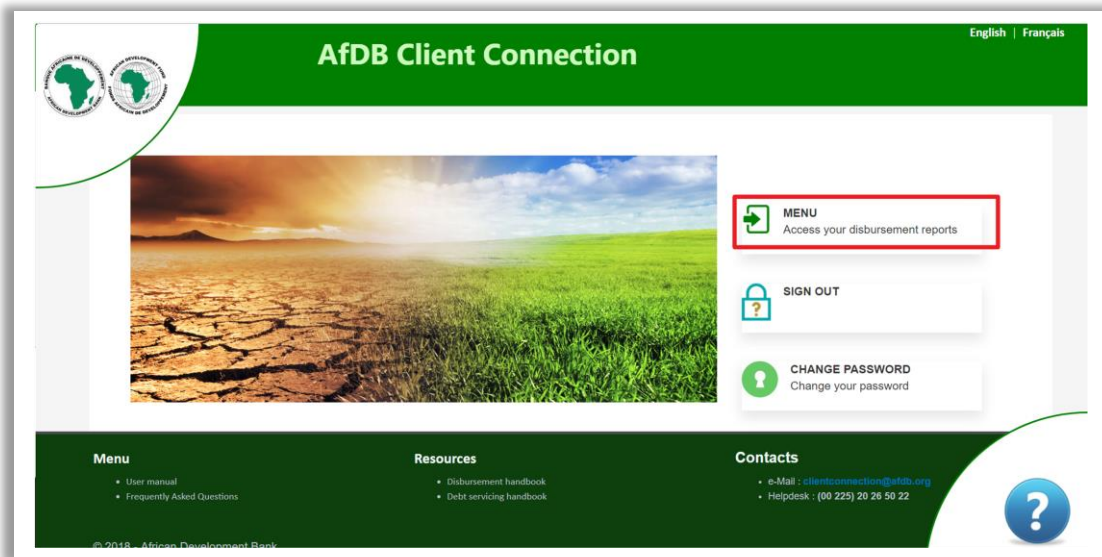 English | Français
AfDB Client Connection
MENU
Access your disbursement reports
SIGN OUT
?
CHANGE PASSWORD
Change your password
Menu
• User manual
• Frequently Asked Questions
Resources
• Disbursement handbook
• Debt servicing handbook
Contacts
• e-Mail : clientconnection@afdb.org
• Helpdesk : (00 225) 20 26 50 22
?
© 2018 - African Development Bank